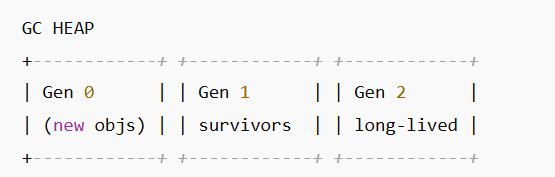 GC HEAP
+------------+ +------------+ +------------+
| Gen 0      | | Gen 1      | | Gen 2      |
| (new objs) | | survivors  | | long-lived |
+------------+ +------------+ +------------+